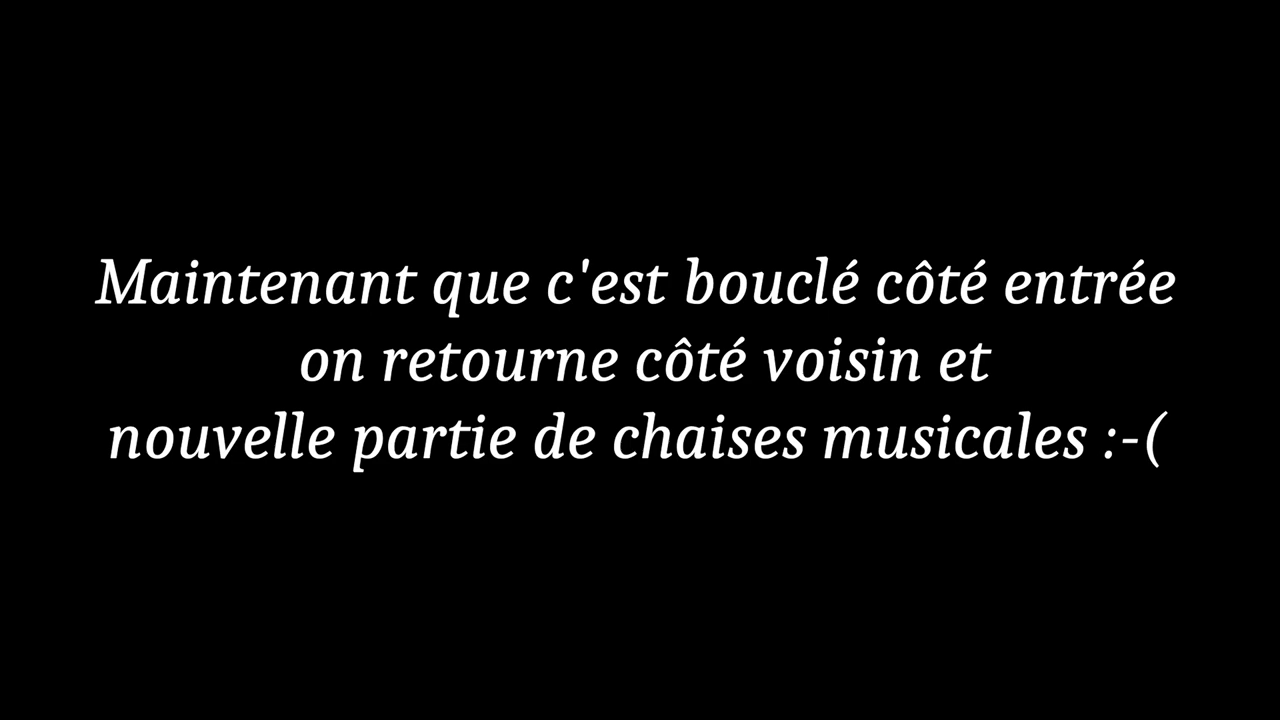 Maintenant que c'est bouclé côté entrée
on retourne côté voisin et
nouvelle partie de chaises musicales :-(